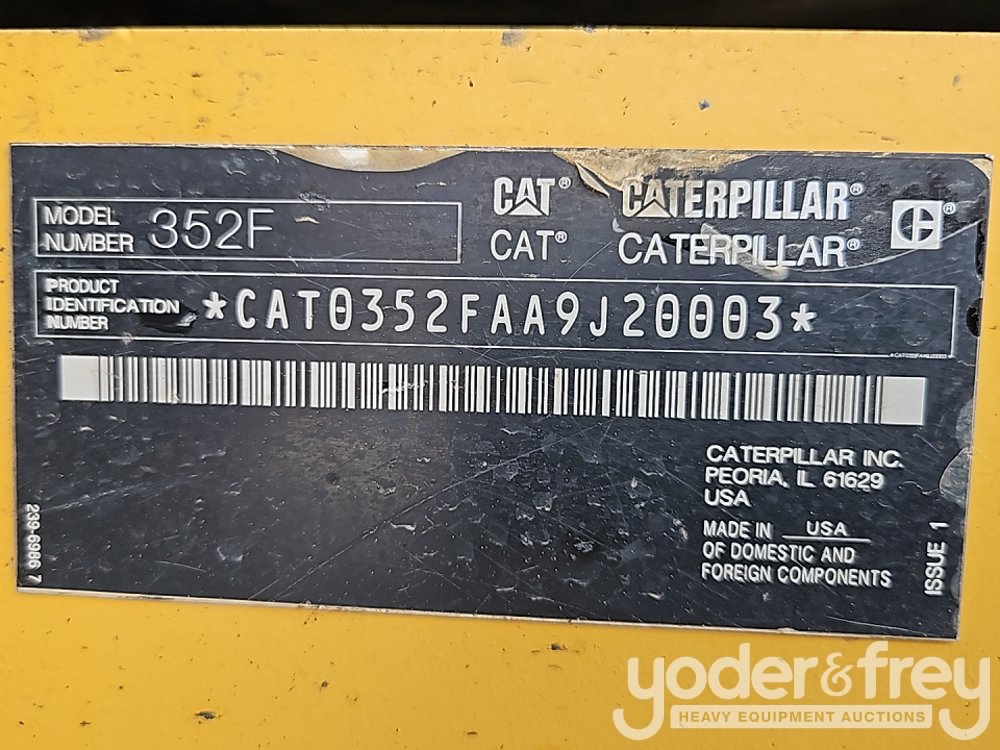 CAT® CATERPILLAR®
CAT® CATERPILLAR®
MODEL
NUMBER 352F
PRODUCT
IDENTIFICATION
NUMBER
*CAT0352FAA9J20003*
*CAT0352FAA9J20003*
CATERPILLAR INC.
PEORIA, IL 61629
USA
MADE IN USA
OF DOMESTIC AND
FOREIGN COMPONENTS
239-6986 7
ISSUE 1
yoder&frey
HEAVY EQUIPMENT AUCTIONS